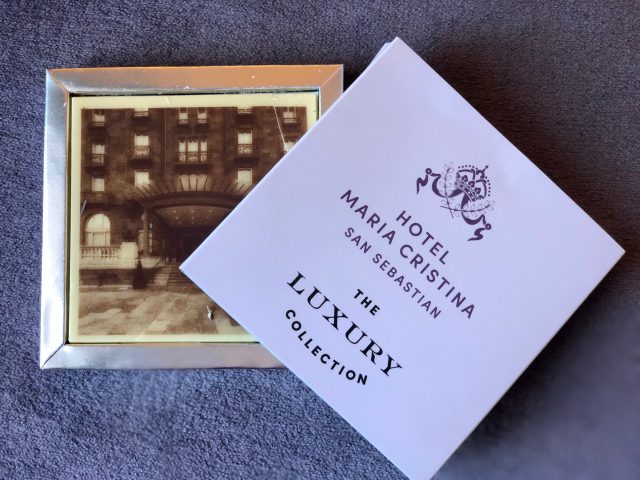 HOTEL
MARIA CRISTINA
SAN SEBASTIAN
THE
LUXURY
COLLECTION